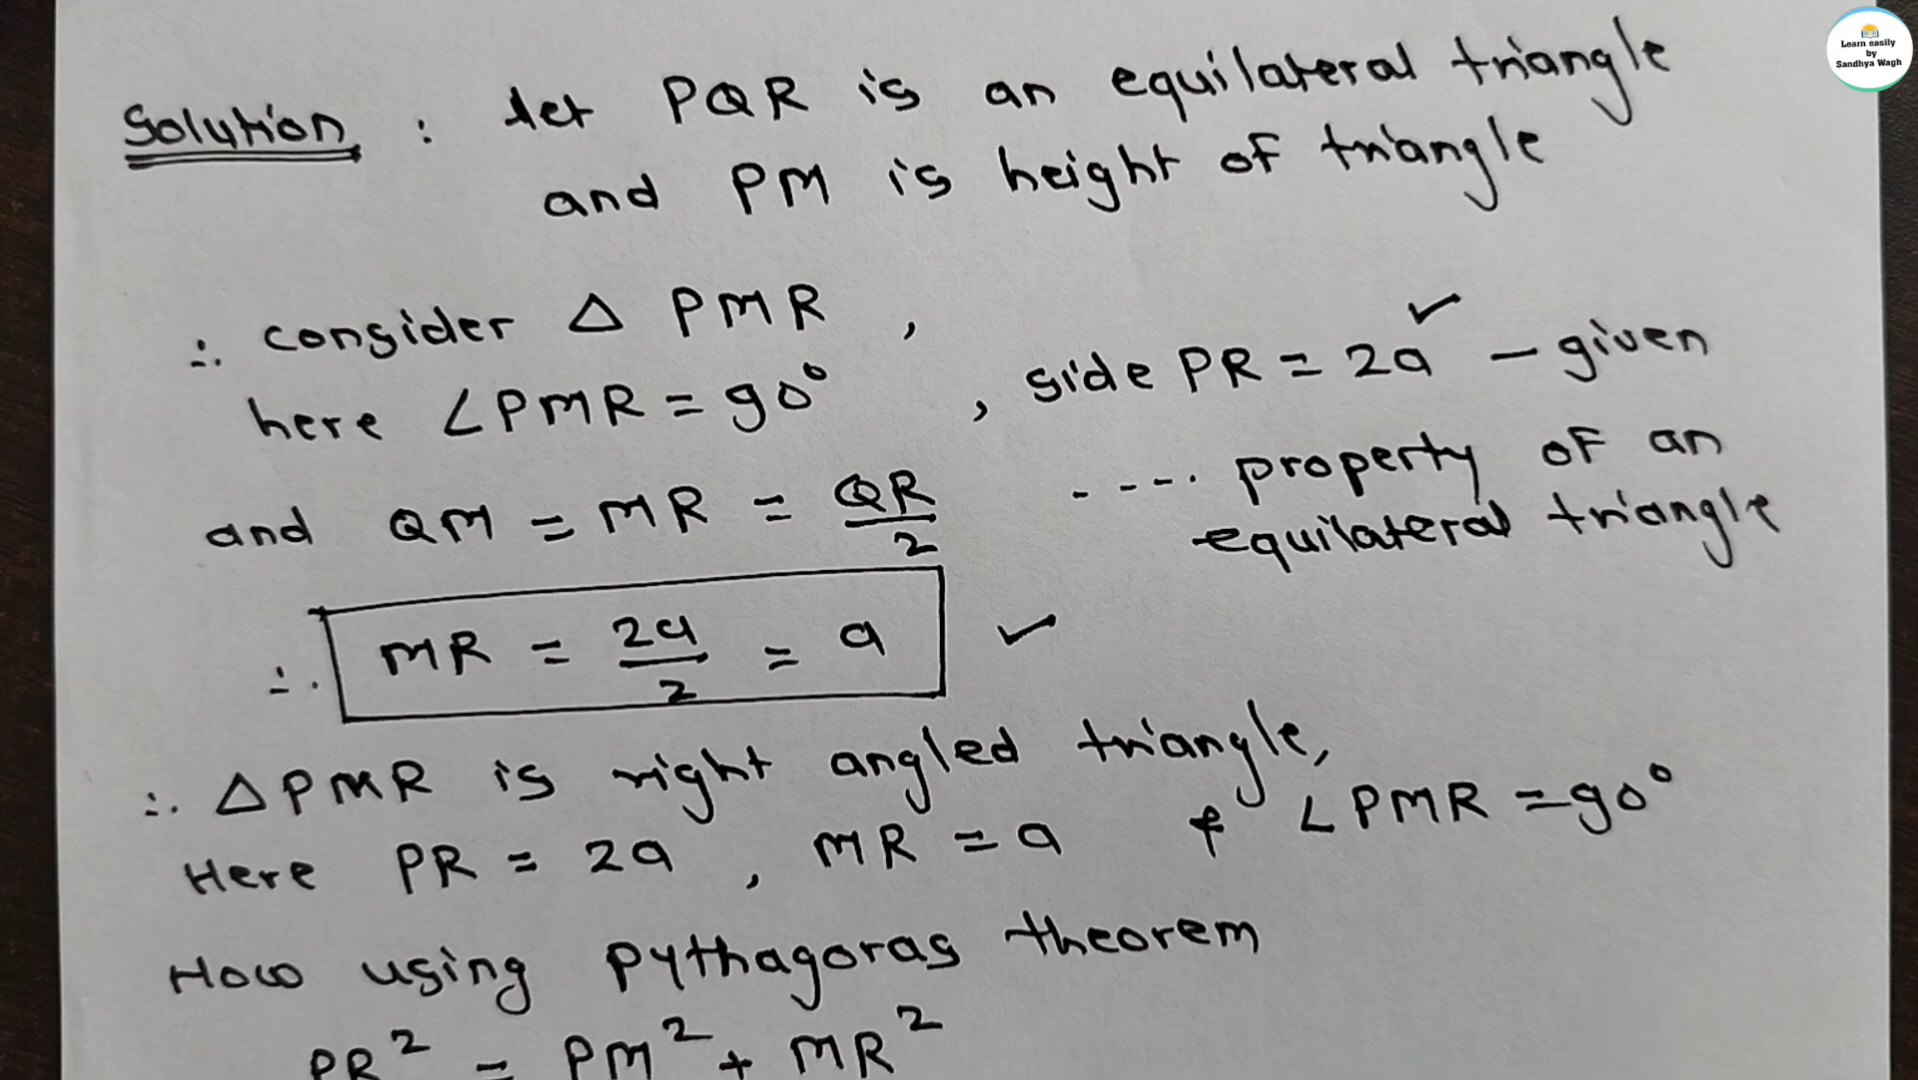 Learn easily
by
Sandhya Wagh
Solution : let PQR is an equilateral triangle
and PM is height of triangle
∴ consider △ PMR ,
here ∠PMR = 90° , side PR = 2a ✓ – given
and QM = MR = QR/2 ---- property of an
equilateral triangle
∴ MR = 2a/2 = a ✓
∴ △PMR is right angled triangle,
Here PR = 2a , MR = a & ∠PMR = 90°
Now using pythagoras theorem
PR² = PM² + MR²